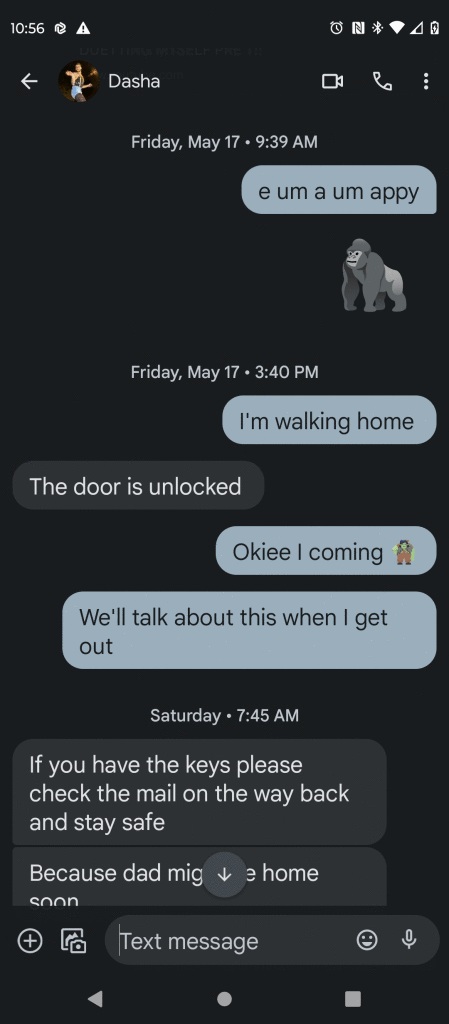 10:56
Dasha
Friday, May 17 • 9:39 AM
e um a um appy
Friday, May 17 • 3:40 PM
I'm walking home
The door is unlocked
Okiee I coming
We'll talk about this when I get
out
Saturday • 7:45 AM
If you have the keys please
check the mail on the way back
and stay safe
Because dad mig e home
soon
Text message